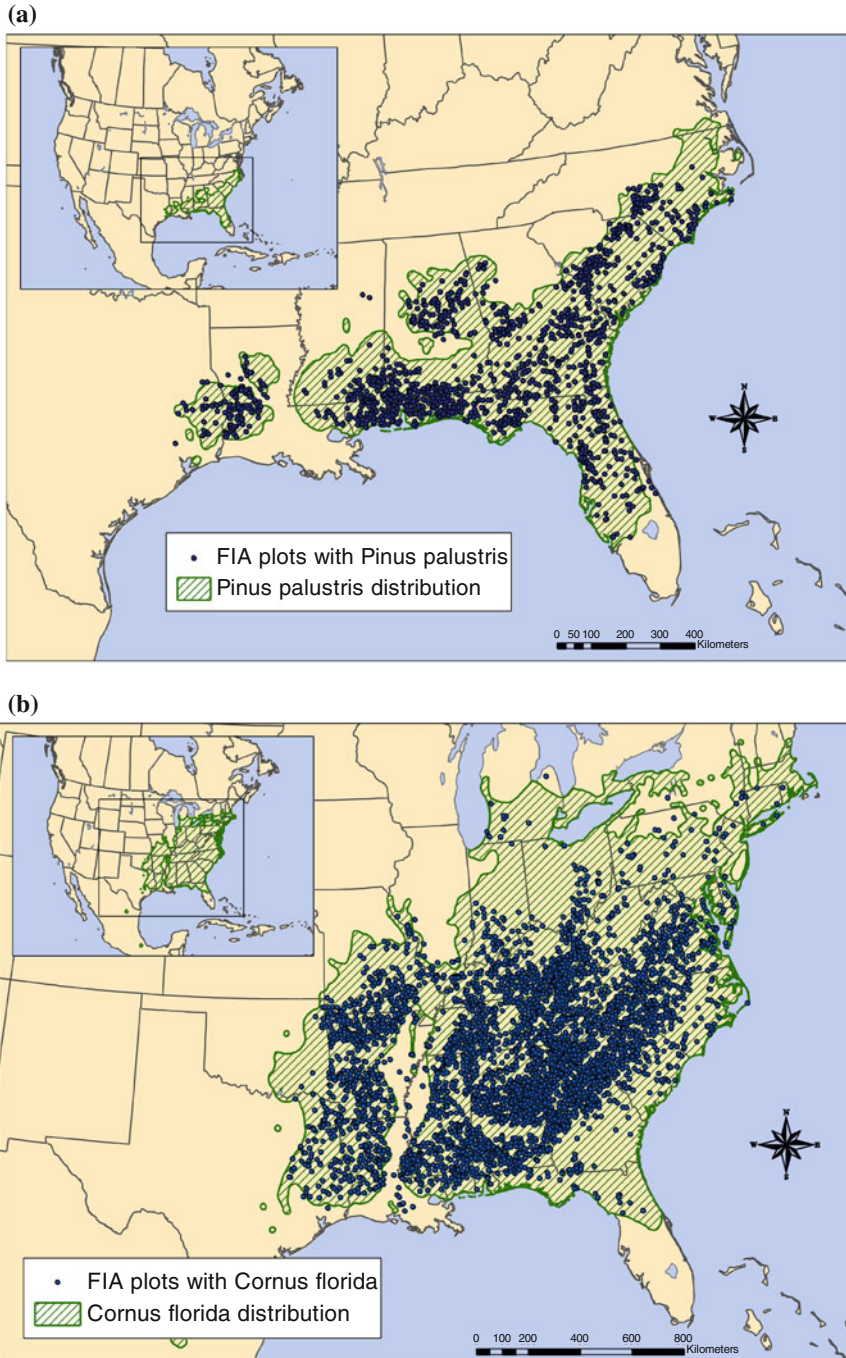 (a)
N
W E
S
FIA plots with Pinus palustris
Pinus palustris distribution
0 50 100 200 300 400
Kilometers
(b)
N
W E
S
FIA plots with Cornus florida
Cornus florida distribution
0 100 200 400 600 800
Kilometers